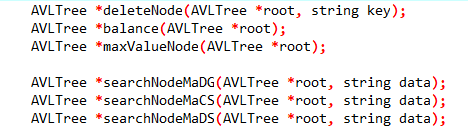 AVLTree *deleteNode(AVLTree *root, string key);
AVLTree *balance(AVLTree *root);
AVLTree *maxValueNode(AVLTree *root);
AVLTree *searchNodeMaDG(AVLTree *root, string data);
AVLTree *searchNodeMaCS(AVLTree *root, string data);
AVLTree *searchNodeMaDS(AVLTree *root, string data);